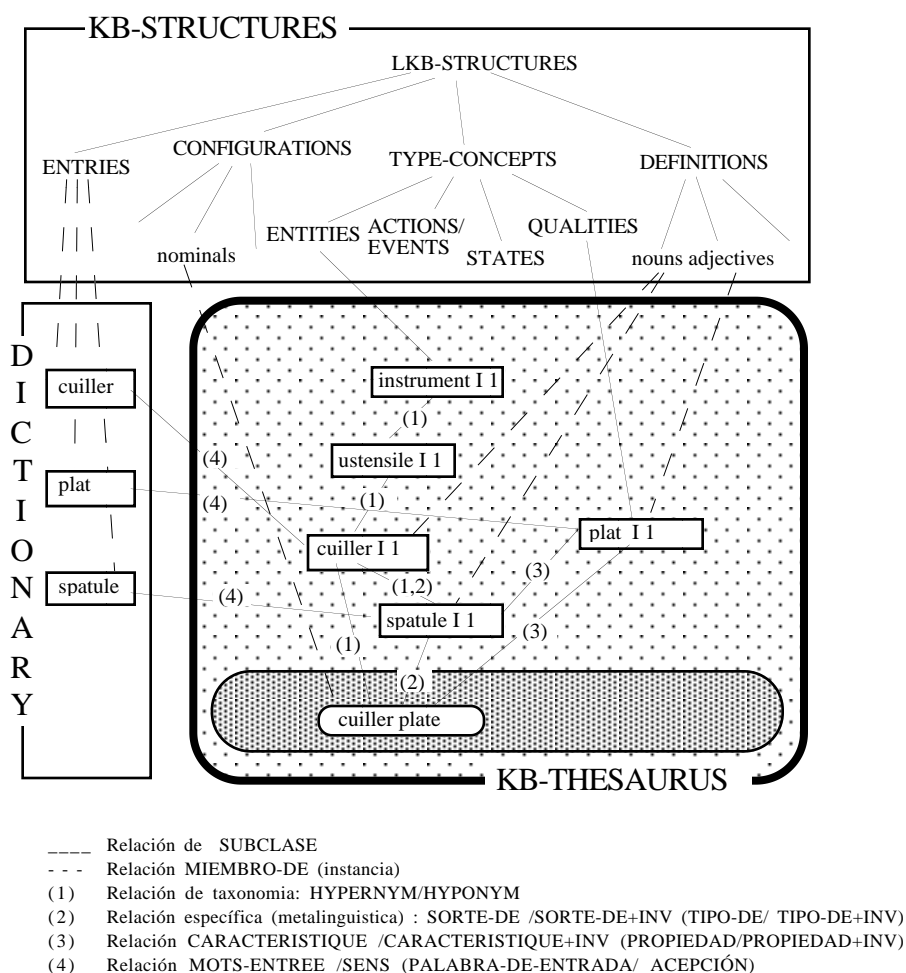 KB-STRUCTURES
LKB-STRUCTURES
CONFIGURATIONS
ENTRIES
TYPE-CONCEPTS
DEFINITIONS
ENTITIES
ACTIONS/
EVENTS
QUALITIES
STATES
nominals
nouns adjectives
DICTIONARY
cuiller
plat
spatule
instrument I 1
(1)
ustensile I 1
(4)
(1)
(4)
plat I 1
cuiller I 1
(3)
(1,2)
(4)
spatule I 1
(3)
(1)
(2)
cuiller plate
KB-THESAURUS
____ Relación de SUBCLASE
- - - Relación MIEMBRO-DE (instancia)
(1) Relación de taxonomia: HYPERNYM/HYPONYM
(2) Relación específica (metalinguistica) : SORTE-DE /SORTE-DE+INV (TIPO-DE/ TIPO-DE+INV)
(3) Relación CARACTERISTIQUE /CARACTERISTIQUE+INV (PROPIEDAD/PROPIEDAD+INV)
(4) Relación MOTS-ENTREE /SENS (PALABRA-DE-ENTRADA/ ACEPCIÓN)